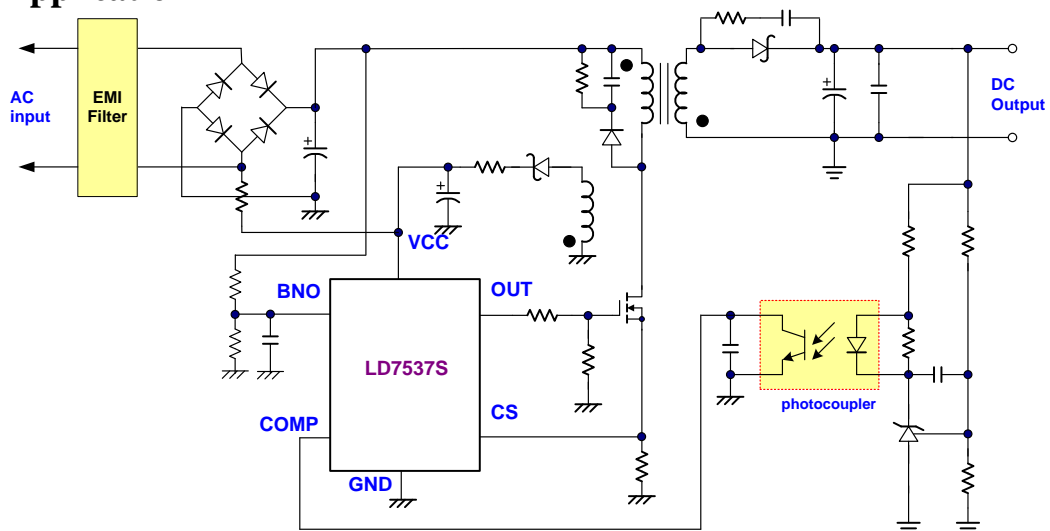 AC
input
EMI
Filter
DC
Output
+
+
+
VCC
BNO
OUT
LD7537S
COMP
CS
GND
photocoupler